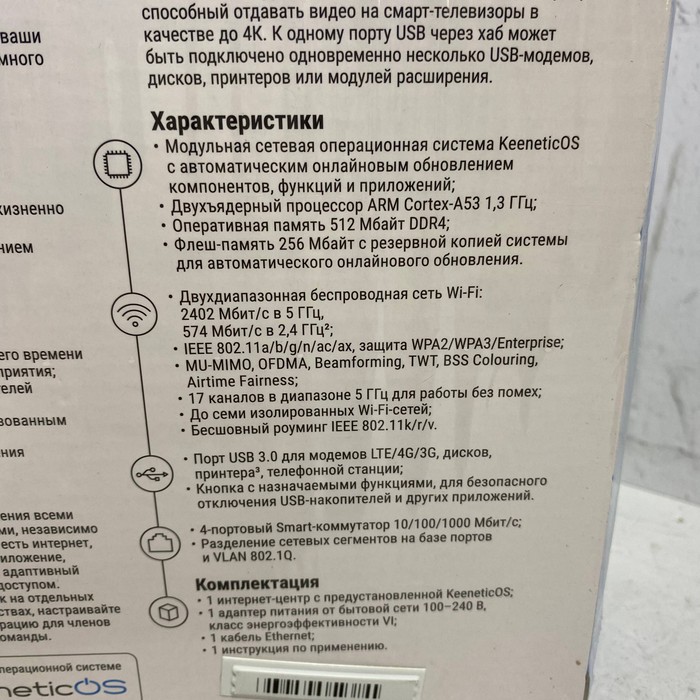 способный отдавать видео на смарт-телевизоры в
качестве до 4K. К одному порту USB через хаб может
быть подключено одновременно несколько USB-модемов,
дисков, принтеров или модулей расширения.
Характеристики
• Модульная сетевая операционная система KeeneticOS
с автоматическим онлайновым обновлением
компонентов, функций и приложений;
• Двухъядерный процессор ARM Cortex-A53 1,3 ГГц;
• Оперативная память 512 Мбайт DDR4;
• Флеш-память 256 Мбайт с резервной копией системы
для автоматического онлайнового обновления.
• Двухдиапазонная беспроводная сеть Wi-Fi:
2402 Мбит/с в 5 ГГц,
574 Мбит/с в 2,4 ГГц²;
• IEEE 802.11a/b/g/n/ac/ax, защита WPA2/WPA3/Enterprise;
• MU-MIMO, OFDMA, Beamforming, TWT, BSS Colouring,
Airtime Fairness;
• 17 каналов в диапазоне 5 ГГц для работы без помех;
• До семи изолированных Wi-Fi-сетей;
• Бесшовный роуминг IEEE 802.11k/r/v.
• Порт USB 3.0 для модемов LTE/4G/3G, дисков,
принтера³, телефонной станции;
• Кнопка с назначаемыми функциями, для безопасного
отключения USB-накопителя и других приложений.
• 4-портовый Smart-коммутатор 10/100/1000 Мбит/с;
• Разделение сетевых сегментов на базе портов
и VLAN 802.1Q.
Комплектация
• 1 интернет-центр с предустановленной KeeneticOS;
• 1 адаптер питания от бытовой сети 100–240 В,
класс энергоэффективности VI;
• 1 кабель Ethernet;
• 1 инструкция по применению.
ваши
много
жизненно
нием
его времени
приятия;
телей
зованным
ния
ения всеми
ми, независимо
есть интернет,
иложение,
адаптивный
доступом.
к на отдельных
ствах, настраивайте
рацию для членов
оманды.
перационной системе
neticOS